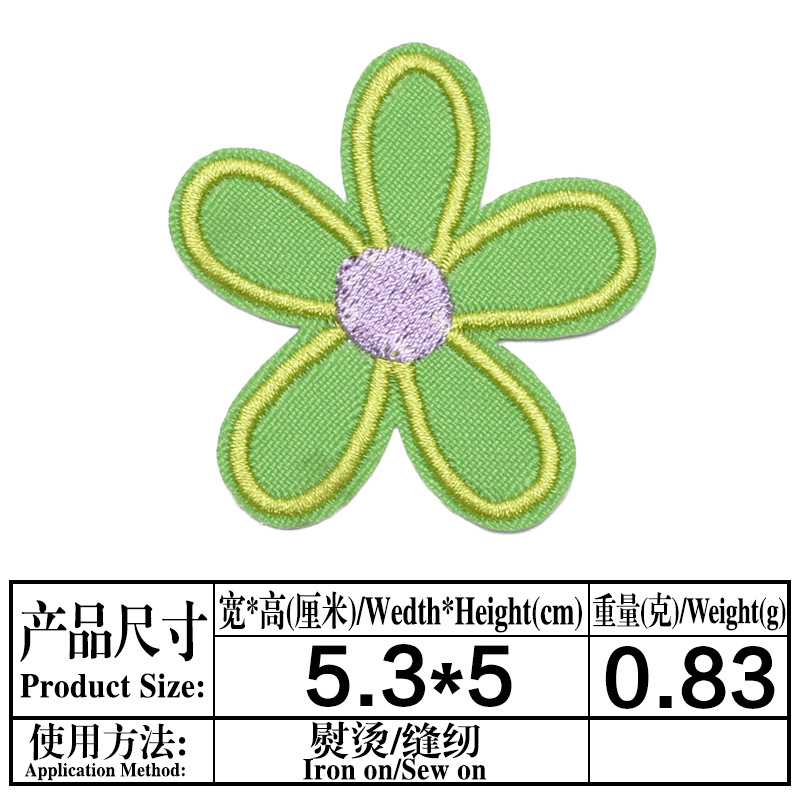 产品尺寸
Product Size:
宽*高(厘米)/Wedth*Height(cm)
重量(克)/Weight(g)
5.3*5
0.83
使用方法:
Application Method:
熨烫/缝纫
Iron on/Sew on